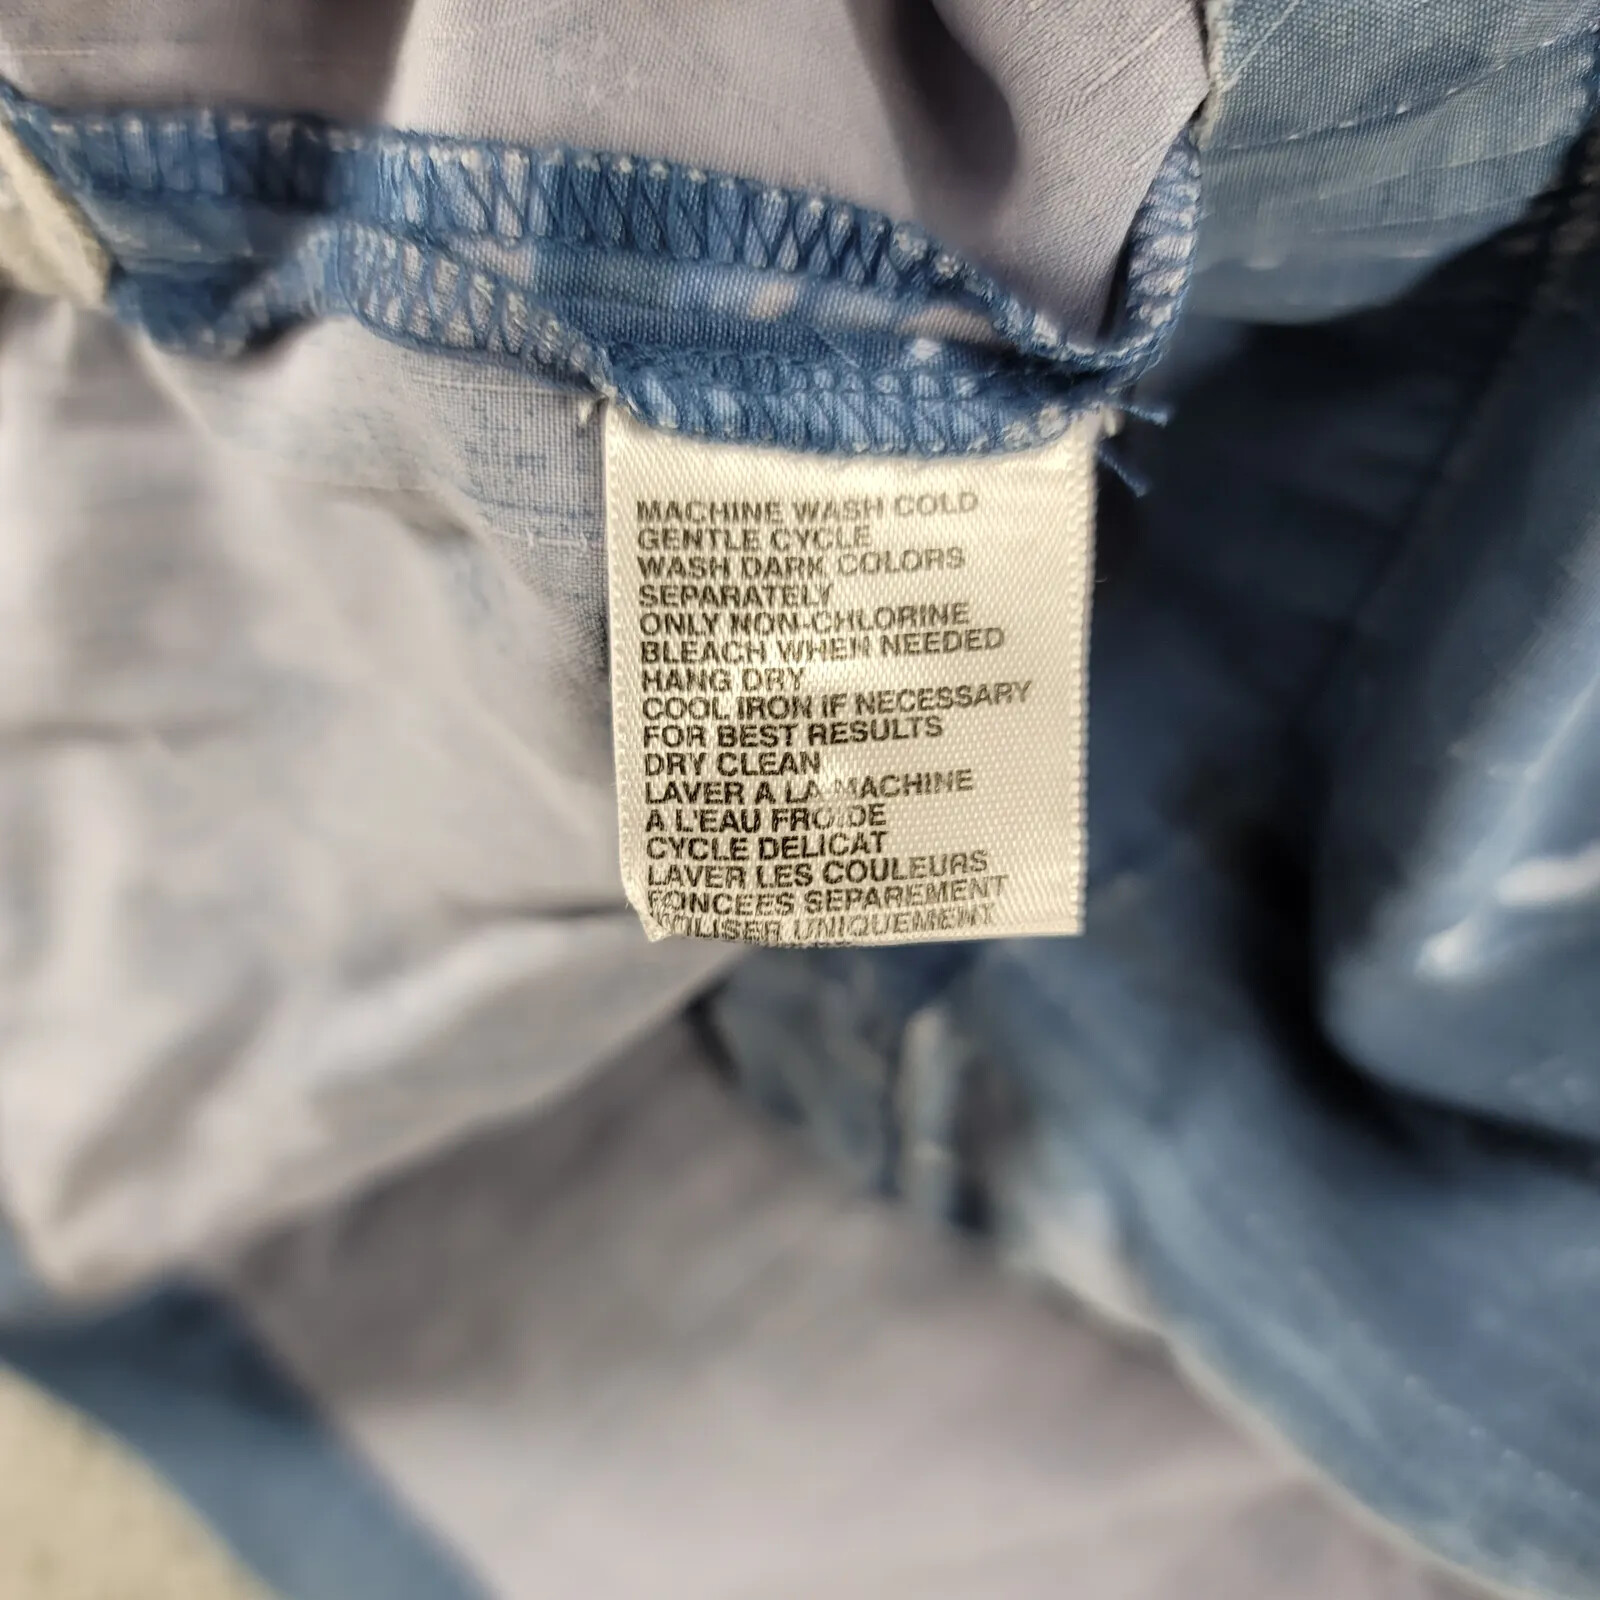 MACHINE WASH COLD
GENTLE CYCLE
WASH DARK COLORS
SEPARATELY
ONLY NON-CHLORINE
BLEACH WHEN NEEDED
HANG DRY
COOL IRON IF NECESSARY
FOR BEST RESULTS
DRY CLEAN
LAVER A LA MACHINE
A L'EAU FROIDE
CYCLE DELICAT
LAVER LES COULEURS
FONCEES SEPAREMENT
UTILISER UNIQUEMENT